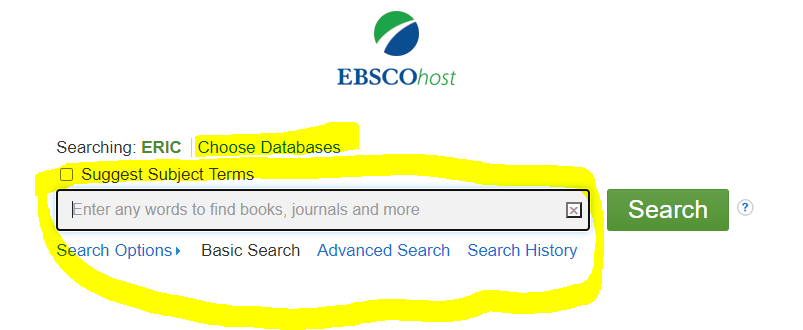 EBSCOhost
Searching: ERIC Choose Databases
Suggest Subject Terms
Enter any words to find books, journals and more
Search ?
Search Options Basic Search Advanced Search Search History